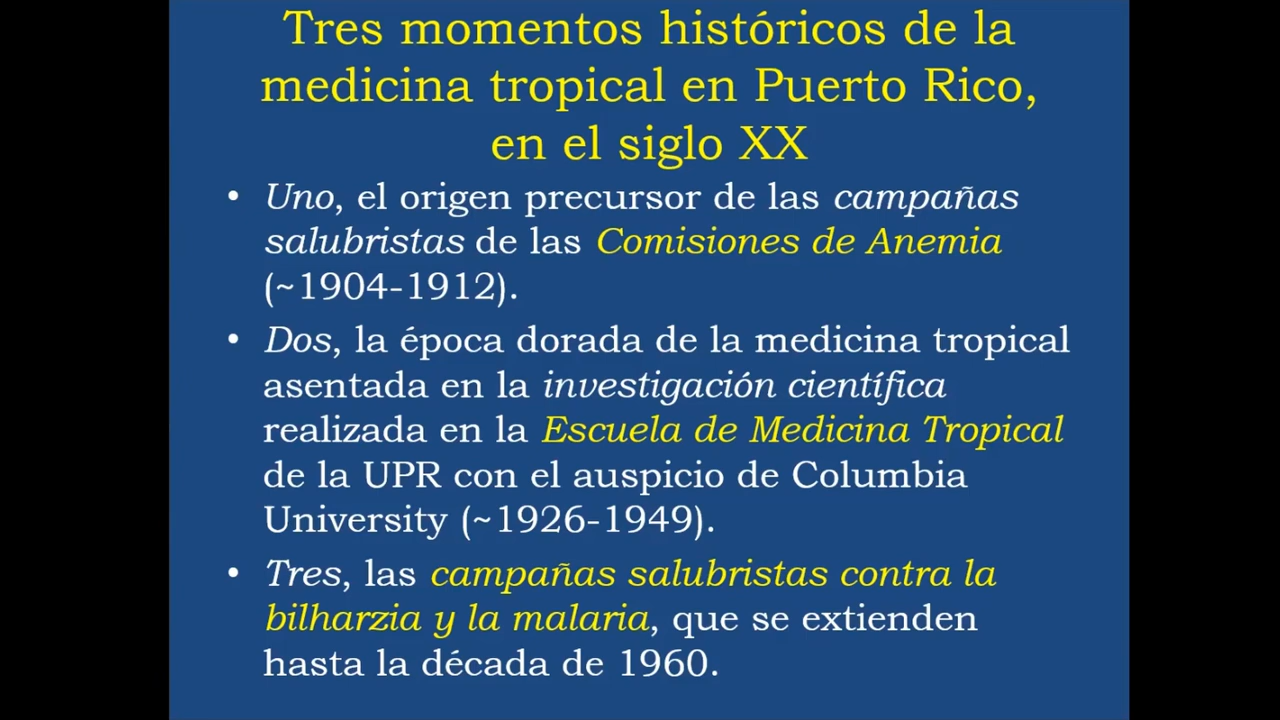 Tres momentos históricos de la
medicina tropical en Puerto Rico,
en el siglo XX
• Uno, el origen precursor de las campañas
salubristas de las Comisiones de Anemia
(~1904-1912).
• Dos, la época dorada de la medicina tropical
asentada en la investigación científica
realizada en la Escuela de Medicina Tropical
de la UPR con el auspicio de Columbia
University (~1926-1949).
• Tres, las campañas salubristas contra la
bilharzia y la malaria, que se extienden
hasta la década de 1960.